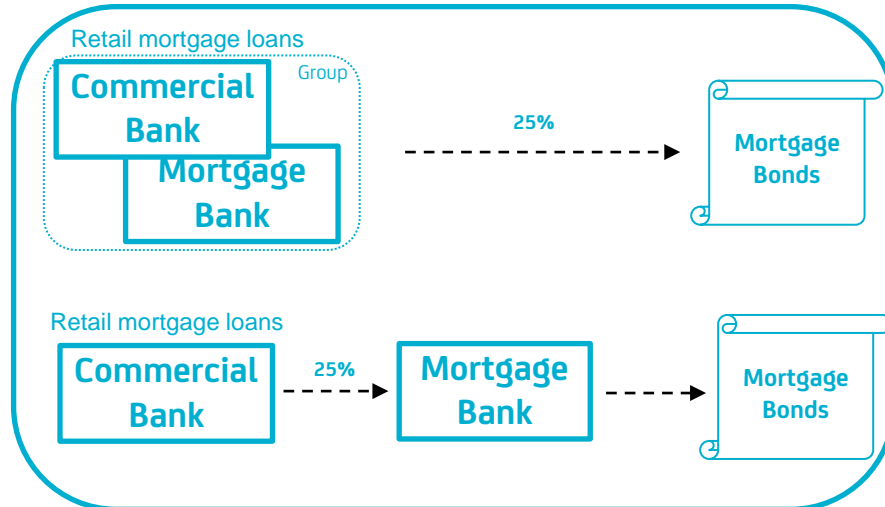 Retail mortgage loans
Group
Commercial
Bank
Mortgage
Bank
25%
Mortgage
Bonds
Retail mortgage loans
Commercial
Bank
25%
Mortgage
Bank
Mortgage
Bonds